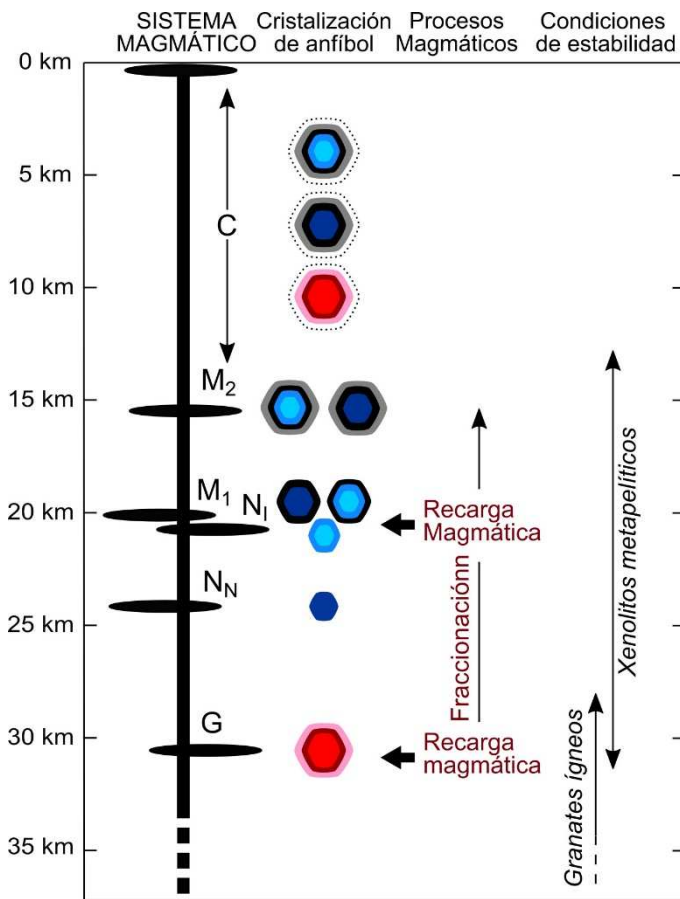 SISTEMA
MAGMÁTICO
Cristalización
de anfíbol
Procesos
Magmáticos
Condiciones
de estabilidad
0 km
5 km
10 km
15 km
20 km
25 km
30 km
35 km
C
M2
M1
NI
NN
G
Recarga
Magmática
Fraccionaciónn
Recarga
magmática
Xenolitos metapelíticos
Granates ígneos